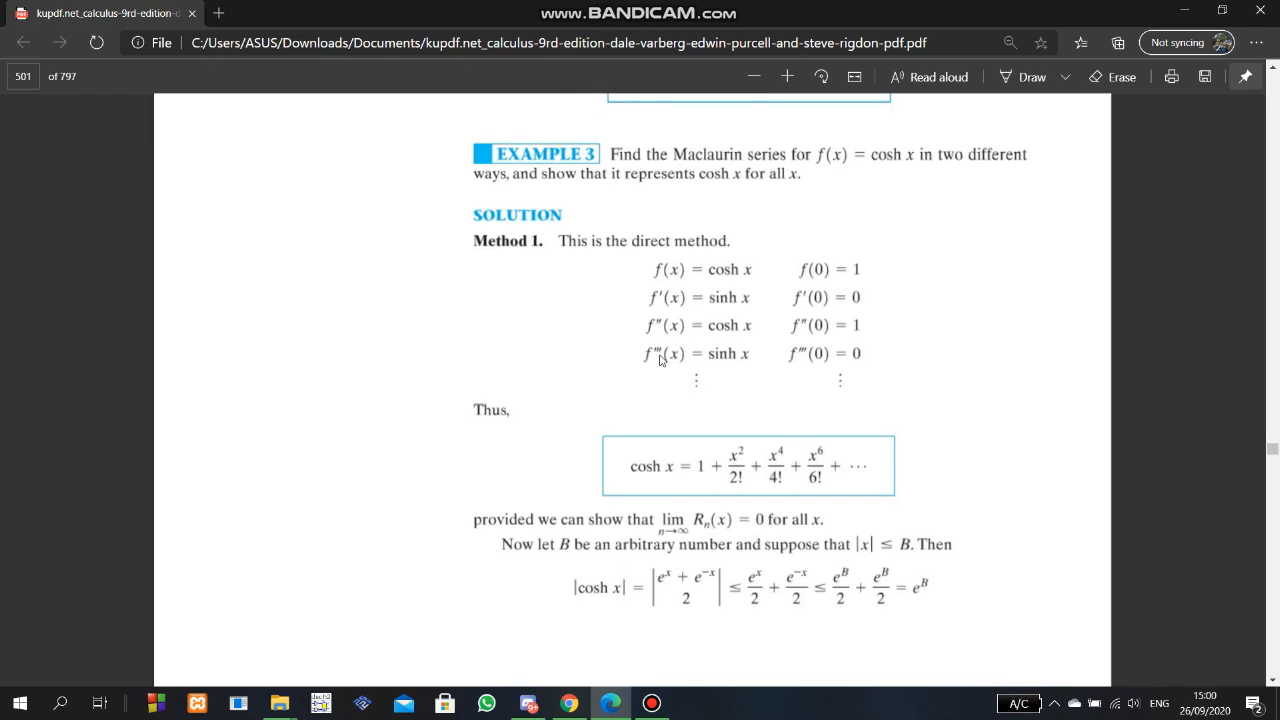 www.BANDICAM.com
kupdf.net_calculus-9rd-edition-d
File C:/Users/ASUS/Downloads/Documents/kupdf.net_calculus-9rd-edition-dale-varberg-edwin-purcell-and-steve-rigdon-pdf.pdf Not syncing
501 of 797 Read aloud Draw Erase
EXAMPLE 3 Find the Maclaurin series for f(x) = cosh x in two different
ways, and show that it represents cosh x for all x.
SOLUTION
Method 1. This is the direct method.
f(x) = cosh x f(0) = 1
f'(x) = sinh x f'(0) = 0
f''(x) = cosh x f''(0) = 1
f'''(x) = sinh x f'''(0) = 0
⋮ ⋮
Thus,
cosh x = 1 + x²/2! + x⁴/4! + x⁶/6! + ⋯
provided we can show that lim n→∞ Rₙ(x) = 0 for all x.
Now let B be an arbitrary number and suppose that |x| ≤ B. Then
|cosh x| = |eˣ + e⁻ˣ / 2| ≤ eˣ/2 + e⁻ˣ/2 ≤ eᴮ/2 + eᴮ/2 = eᴮ
A/C ENG 15:00
26/09/2020 2